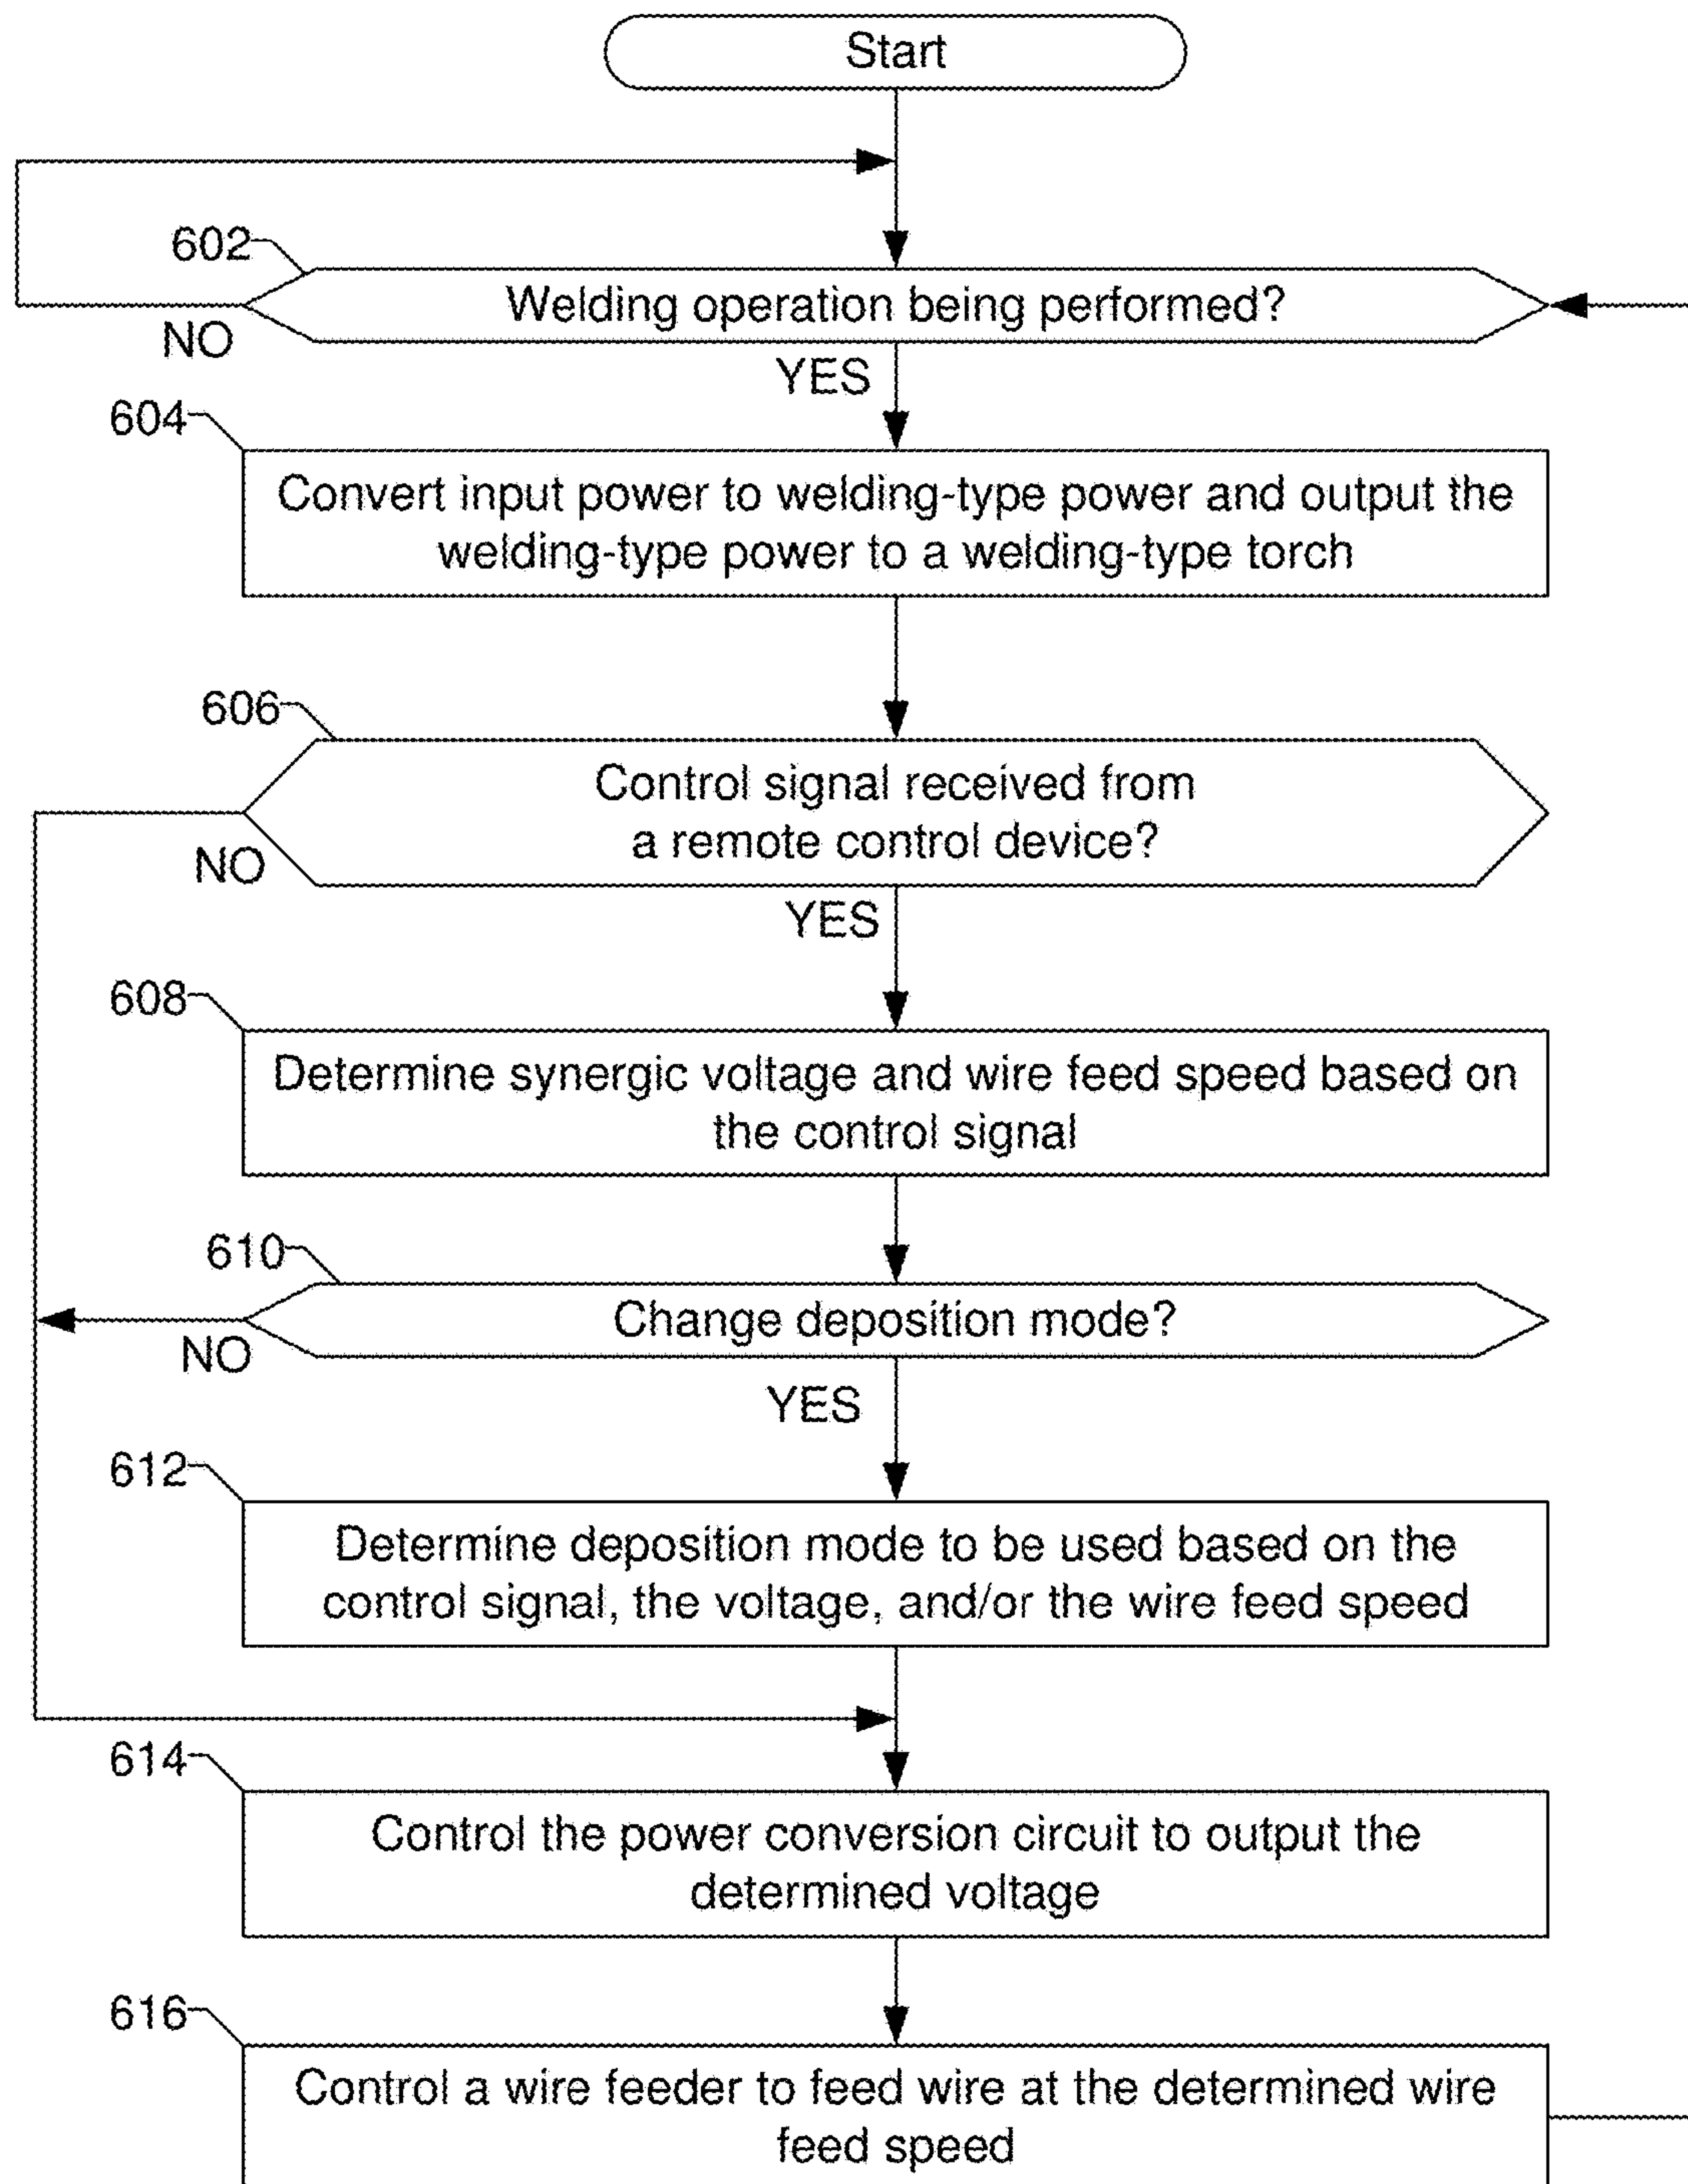 Start
602
Welding operation being performed?
NO
YES
604
Convert input power to welding-type power and output the
welding-type power to a welding-type torch
606
Control signal received from
a remote control device?
NO
YES
608
Determine synergic voltage and wire feed speed based on
the control signal
610
Change deposition mode?
NO
YES
612
Determine deposition mode to be used based on the
control signal, the voltage, and/or the wire feed speed
614
Control the power conversion circuit to output the
determined voltage
616
Control a wire feeder to feed wire at the determined wire
feed speed